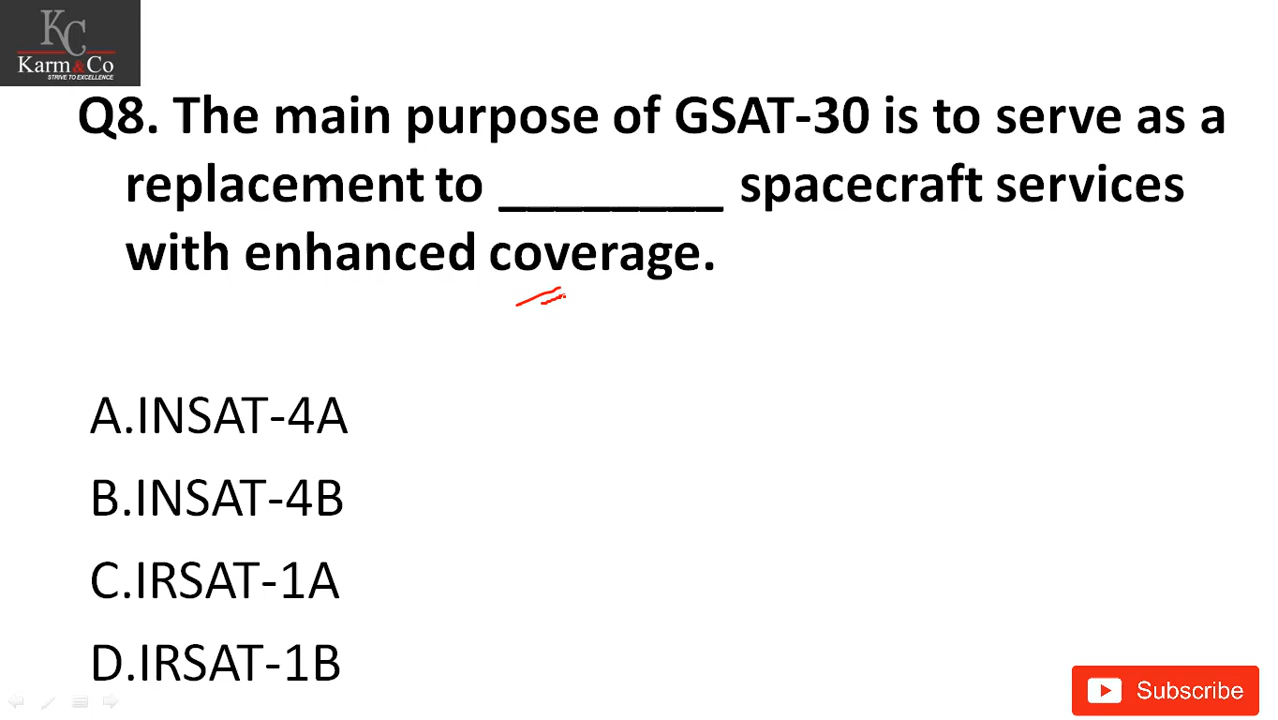 KC
Karm&Co
STRIVE TO EXCELLENCE
Q8. The main purpose of GSAT-30 is to serve as a
replacement to ________ spacecraft services
with enhanced coverage.
A.INSAT-4A
B.INSAT-4B
C.IRSAT-1A
D.IRSAT-1B
Subscribe